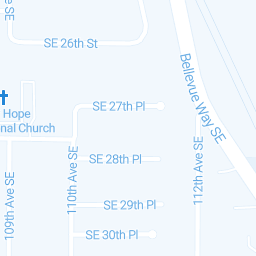 e SE
SE 26th St
Bellevue Way SE
SE 27th Pl
Hope
nal Church
SE 28th Pl
109th Ave SE
110th Ave SE
112th Ave SE
SE 29th Pl
SE 30th Pl